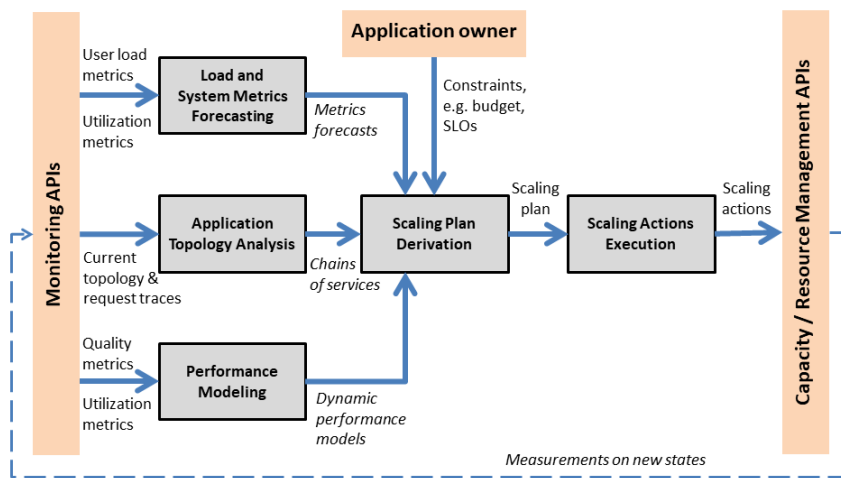 Application owner
User load
metrics
Utilization
metrics
Load and
System Metrics
Forecasting
Metrics
forecasts
Constraints,
e.g. budget,
SLOs
Monitoring APIs
Current
topology &
request traces
Application
Topology Analysis
Chains
of services
Scaling Plan
Derivation
Scaling
plan
Scaling Actions
Execution
Scaling
actions
Capacity / Resource Management APIs
Quality
metrics
Utilization
metrics
Performance
Modeling
Dynamic
performance
models
Measurements on new states